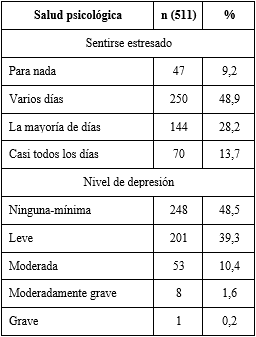 Salud psicológica n (511) %
Sentirse estresado
Para nada 47 9,2
Varios días 250 48,9
La mayoría de días 144 28,2
Casi todos los días 70 13,7
Nivel de depresión
Ninguna-mínima 248 48,5
Leve 201 39,3
Moderada 53 10,4
Moderadamente grave 8 1,6
Grave 1 0,2